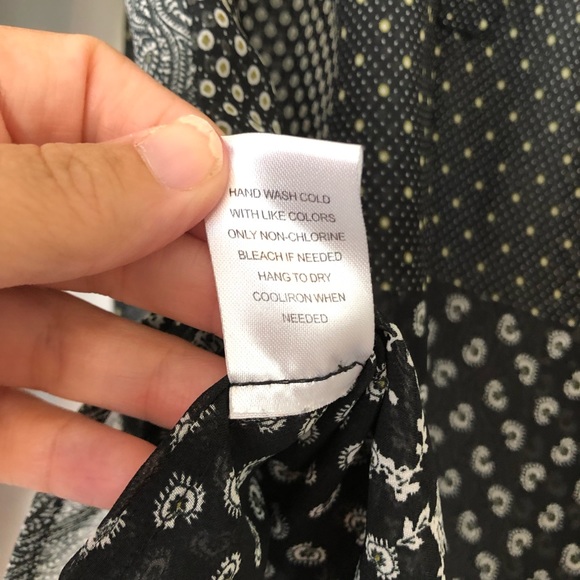 HAND WASH COLD
WITH LIKE COLORS
ONLY NON-CHLORINE
BLEACH IF NEEDED
HANG TO DRY
COOLIRON WHEN
NEEDED